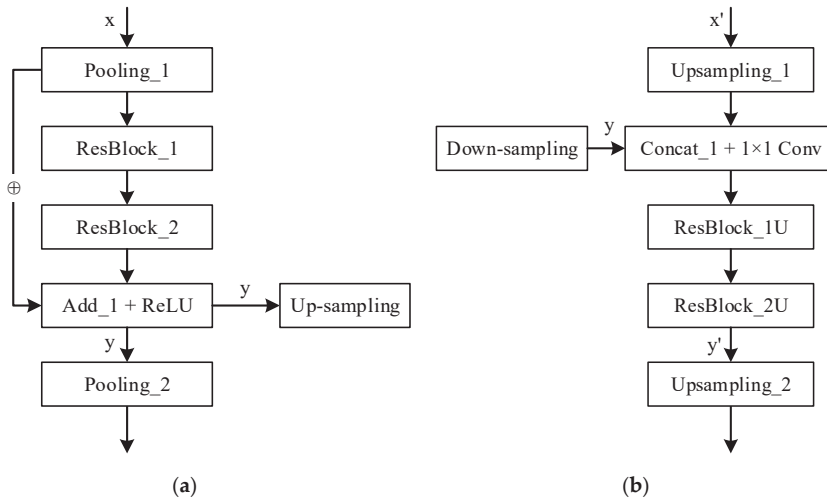 x
Pooling_1
ResBlock_1
⊕
ResBlock_2
Add_1 + ReLU
y
Up-sampling
y
Pooling_2
(a)
x'
Upsampling_1
Down-sampling
y
Concat_1 + 1×1 Conv
ResBlock_1U
ResBlock_2U
y'
Upsampling_2
(b)